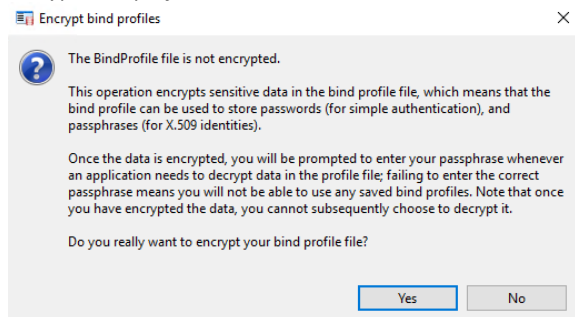 Encrypt bind profiles
The BindProfile file is not encrypted.
This operation encrypts sensitive data in the bind profile file, which means that the
bind profile can be used to store passwords (for simple authentication), and
passphrases (for X.509 identities).
Once the data is encrypted, you will be prompted to enter your passphrase whenever
an application needs to decrypt data in the profile file; failing to enter the correct
passphrase means you will not be able to use any saved bind profiles. Note that once
you have encrypted the data, you cannot subsequently choose to decrypt it.
Do you really want to encrypt your bind profile file?
Yes No